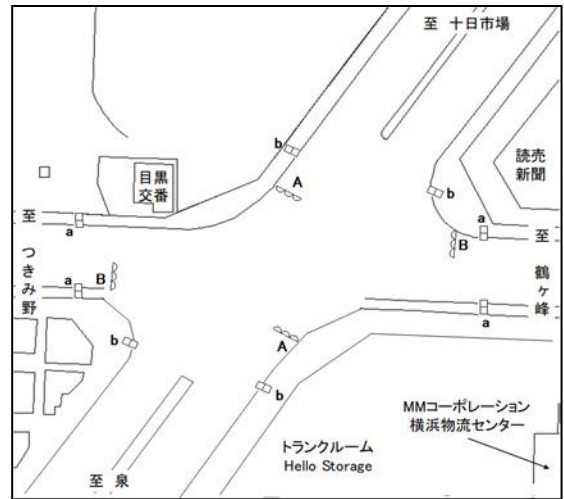 至 十日市場
b
A
目黒
交番
読売
新聞
b
至
a
a
B
至
つきみ野
a
B
鶴ヶ峰
a
b
A
b
MMコーポレーション
横浜物流センター
トランクルーム
Hello Storage
至 泉